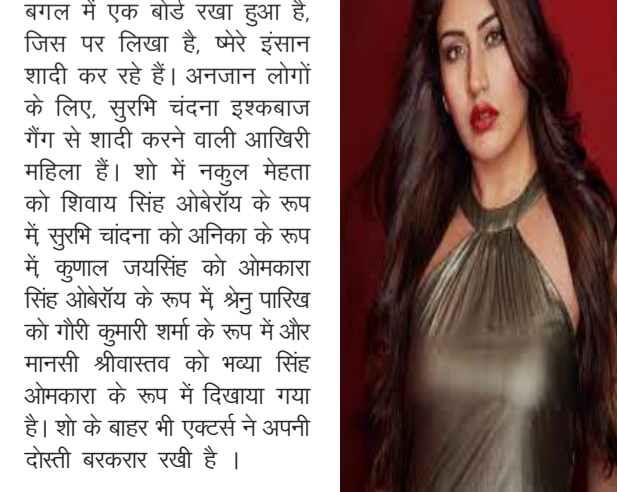 बगल में एक बोर्ड रखा हुआ है,
जिस पर लिखा है, ष्मेरे इंसान
शादी कर रहे हैं। अनजान लोगों
के लिए, सुरभि चंदना इश्कबाज
गैंग से शादी करने वाली आखिरी
महिला हैं। शो में नकुल मेहता
को शिवाय सिंह ओबेरॉय के रूप
में, सुरभि चांदना को अनिका के रूप
में, कुणाल जयसिंह को ओमकारा
सिंह ओबेरॉय के रूप में, श्रेनु पारिख
को गौरी कुमारी शर्मा के रूप में और
मानसी श्रीवास्तव को भव्या सिंह
ओमकारा के रूप में दिखाया गया
है। शो के बाहर भी एक्टर्स ने अपनी
दोस्ती बरकरार रखी है ।